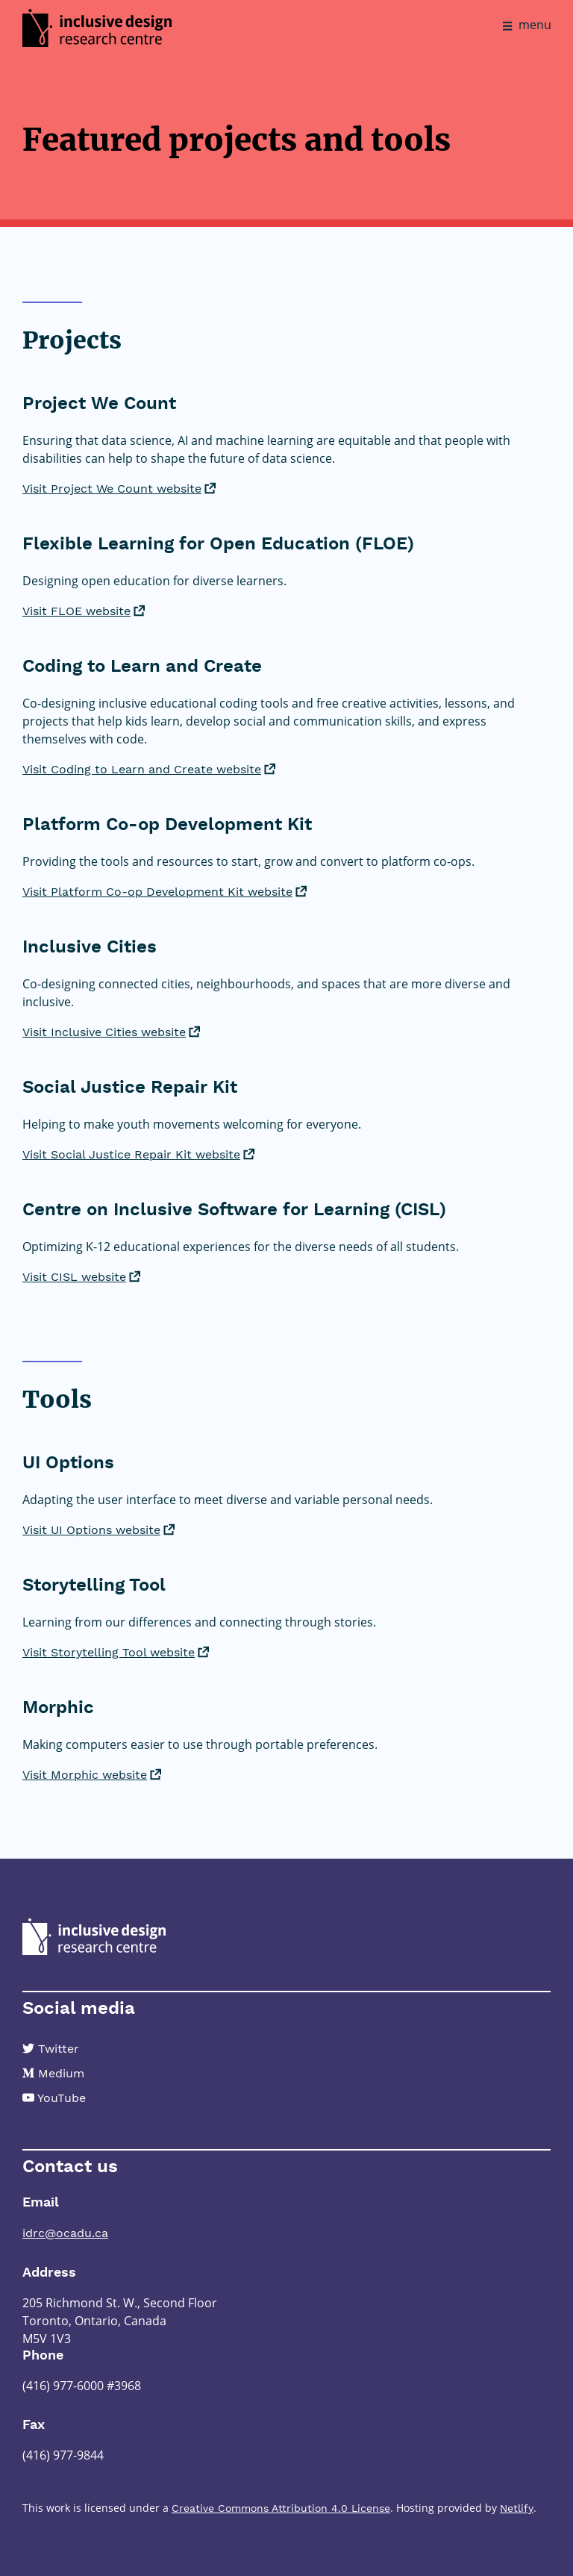 inclusive design
research centre
menu
Featured projects and tools
Projects
Project We Count
Ensuring that data science, AI and machine learning are equitable and that people with
disabilities can help to shape the future of data science.
Visit Project We Count website
Flexible Learning for Open Education (FLOE)
Designing open education for diverse learners.
Visit FLOE website
Coding to Learn and Create
Co-designing inclusive educational coding tools and free creative activities, lessons, and
projects that help kids learn, develop social and communication skills, and express
themselves with code.
Visit Coding to Learn and Create website
Platform Co-op Development Kit
Providing the tools and resources to start, grow and convert to platform co-ops.
Visit Platform Co-op Development Kit website
Inclusive Cities
Co-designing connected cities, neighbourhoods, and spaces that are more diverse and
inclusive.
Visit Inclusive Cities website
Social Justice Repair Kit
Helping to make youth movements welcoming for everyone.
Visit Social Justice Repair Kit website
Centre on Inclusive Software for Learning (CISL)
Optimizing K-12 educational experiences for the diverse needs of all students.
Visit CISL website
Tools
UI Options
Adapting the user interface to meet diverse and variable personal needs.
Visit UI Options website
Storytelling Tool
Learning from our differences and connecting through stories.
Visit Storytelling Tool website
Morphic
Making computers easier to use through portable preferences.
Visit Morphic website
inclusive design
research centre
Social media
Twitter
Medium
YouTube
Contact us
Email
idrc@ocadu.ca
Address
205 Richmond St. W., Second Floor
Toronto, Ontario, Canada
M5V 1V3
Phone
(416) 977-6000 #3968
Fax
(416) 977-9844
This work is licensed under a Creative Commons Attribution 4.0 License. Hosting provided by Netlify.